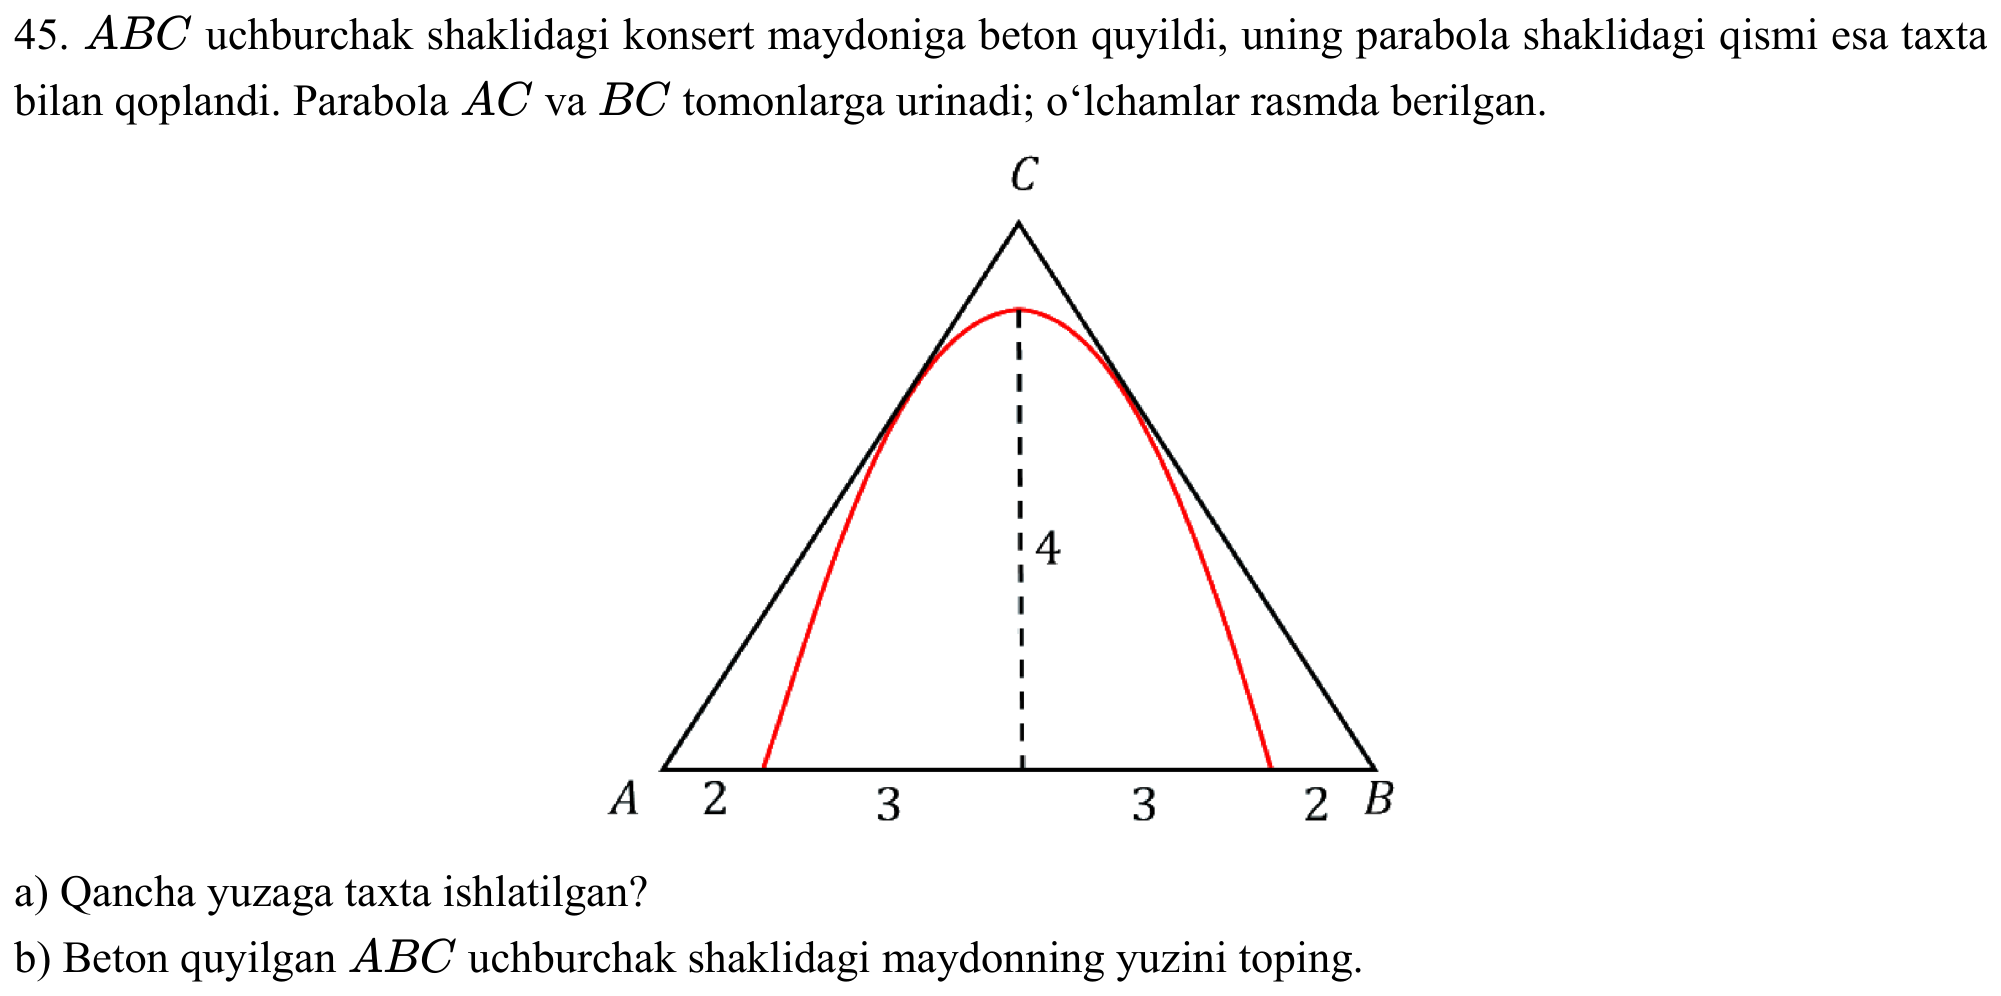 45. ABC uchburchak shaklidagi konsert maydoniga beton quyildi, uning parabola shaklidagi qismi esa taxta
bilan qoplandi. Parabola AC va BC tomonlarga urinadi; o‘lchamlar rasmda berilgan.
C
4
A 2 3 3 2 B
a) Qancha yuzaga taxta ishlatilgan?
b) Beton quyilgan ABC uchburchak shaklidagi maydonning yuzini toping.